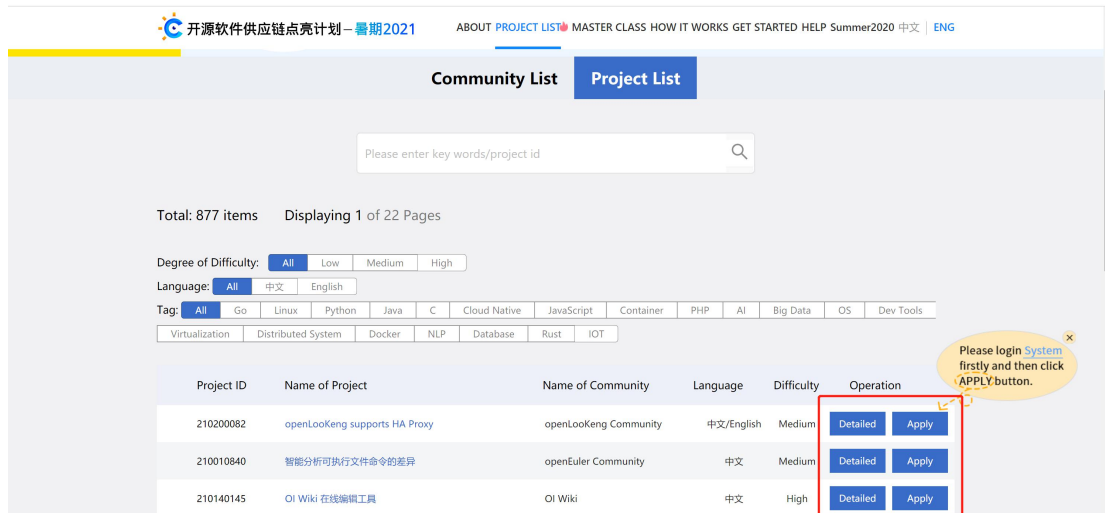 开源软件供应链点亮计划－暑期2021 ABOUT PROJECT LIST MASTER CLASS HOW IT WORKS GET STARTED HELP Summer2020 中文 | ENG
Community List Project List
Please enter key words/project id
Total: 877 items Displaying 1 of 22 Pages
Degree of Difficulty: All Low Medium High
Language: All 中文 English
Tag: All Go Linux Python Java C Cloud Native JavaScript Container PHP AI Big Data OS Dev Tools
Virtualization Distributed System Docker NLP Database Rust IOT
Please login System
firstly and then click
APPLY button.
Project ID Name of Project Name of Community Language Difficulty Operation
210200082 openLooKeng supports HA Proxy openLooKeng Community 中文/English Medium Detailed Apply
210010840 智能分析可执行文件命令的差异 openEuler Community 中文 Medium Detailed Apply
210140145 OI Wiki 在线编辑工具 OI Wiki 中文 High Detailed Apply